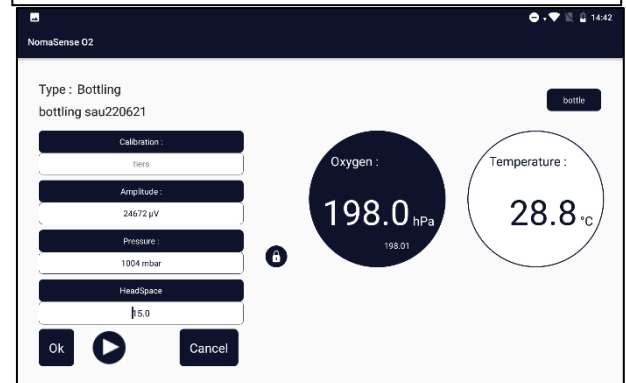 14:42
NomaSense O2
Type : Bottling
bottling sau220621
bottle
Calibration :
tiers
Amplitude :
24672 µV
Pressure :
1004 mbar
HeadSpace
15.0
Ok
Cancel
Oxygen :
198.0 hPa
198.01
Temperature :
28.8 °C